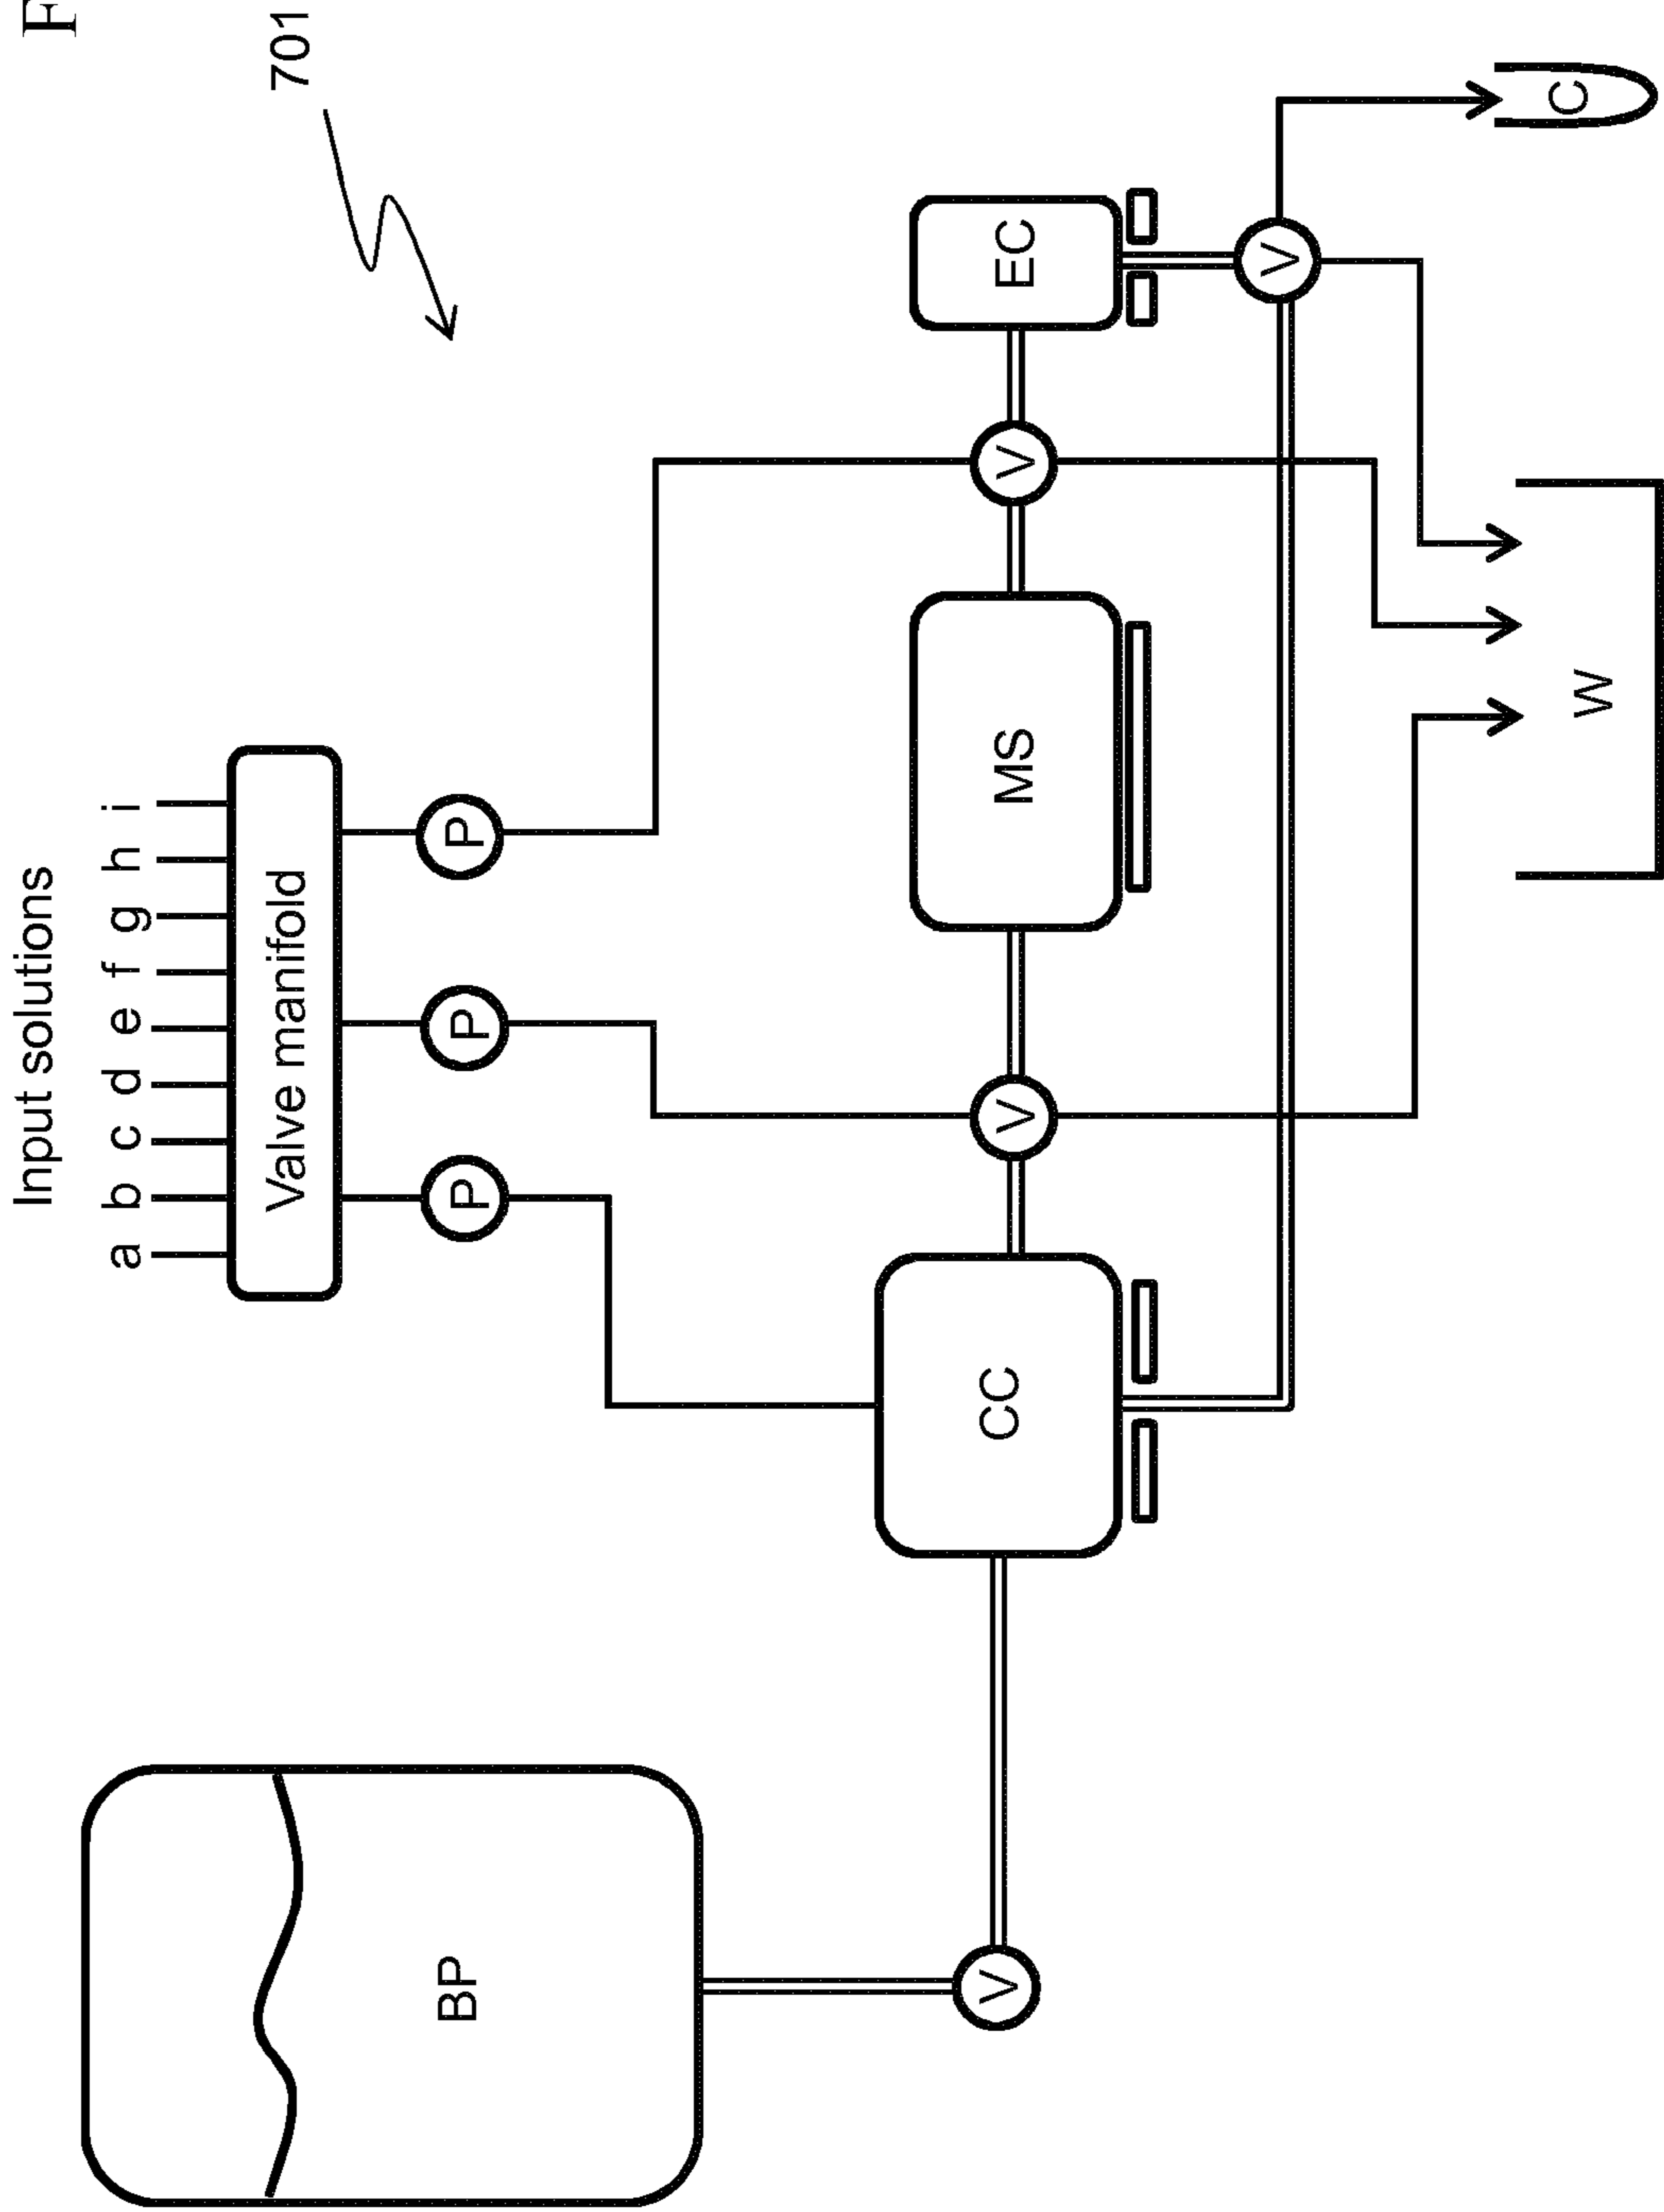 F
Input solutions
a b c d e f g h i
701
Valve manifold
P P P
BP
V CC V MS V EC
V
W
C